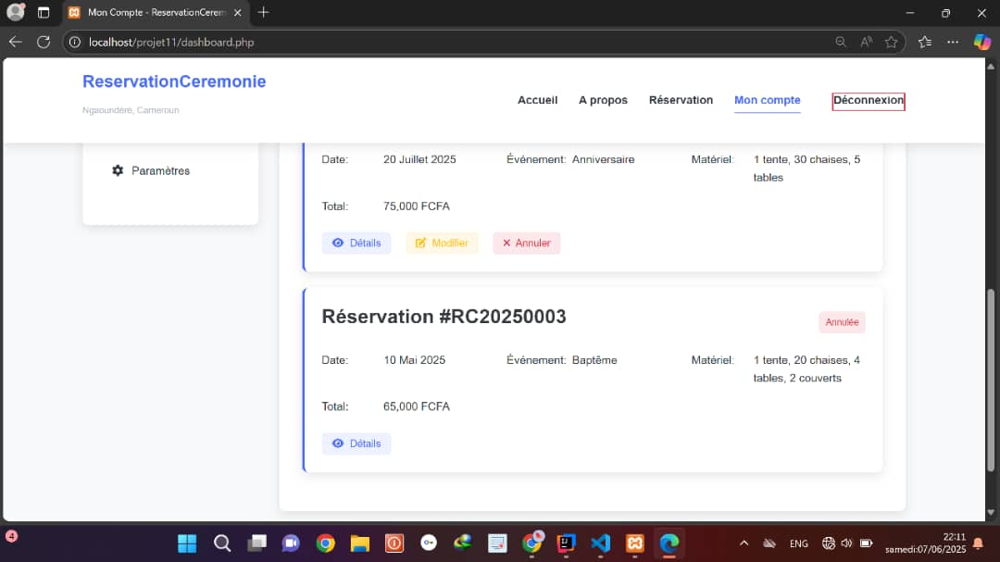 Mon Compte - ReservationCerem
localhost/projet11/dashboard.php
ReservationCeremonie
Ngaoundéré, Cameroun
Accueil
A propos
Réservation
Mon compte
Déconnexion
Paramètres
Date: 20 Juillet 2025 Événement: Anniversaire Matériel: 1 tente, 30 chaises, 5
tables
Total: 75,000 FCFA
Détails
Modifier
Annuler
Réservation #RC20250003
Annulée
Date: 10 Mai 2025 Événement: Baptême Matériel: 1 tente, 20 chaises, 4
tables, 2 couverts
Total: 65,000 FCFA
Détails
4
ENG
22:11
samedi:07/06/2025